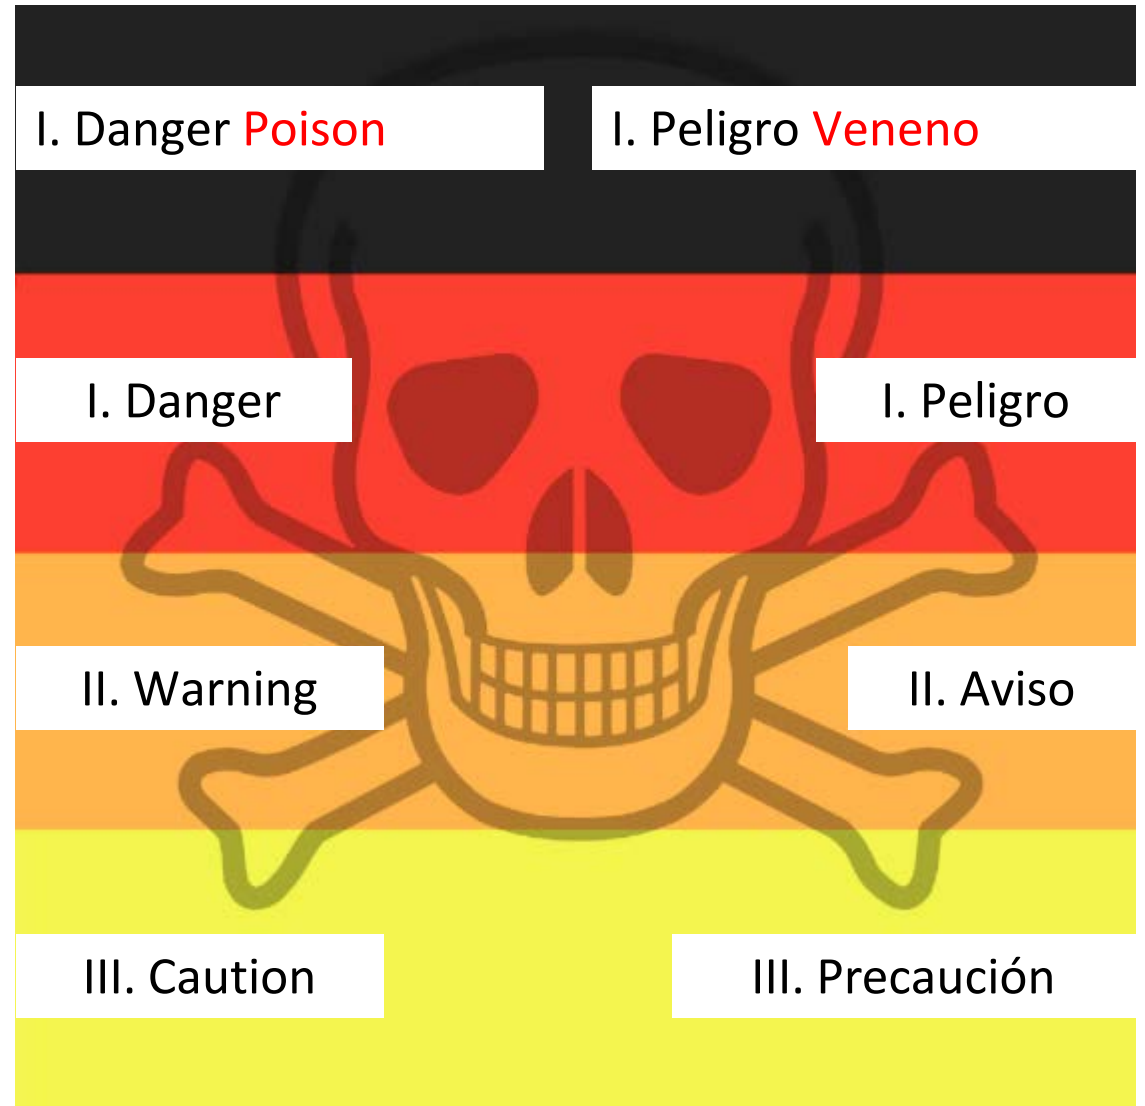 I. Danger Poison
I. Peligro Veneno
I. Danger
I. Peligro
II. Warning
II. Aviso
III. Caution
III. Precaución